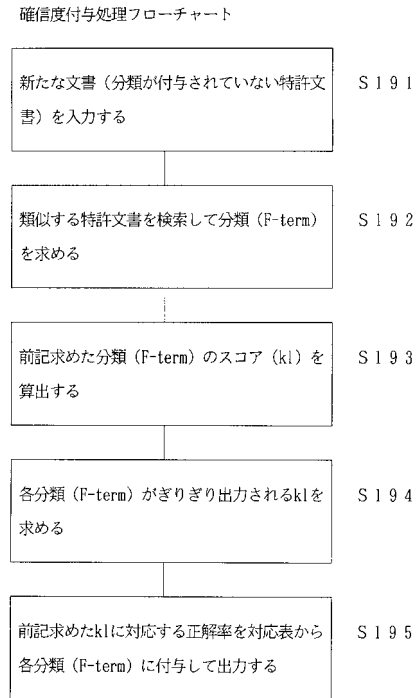 確信度付与処理フローチャート
新たな文書（分類が付与されていない特許文
書）を入力する
S191
類似する特許文書を検索して分類（F-term）
を求める
S192
前記求めた分類（F-term）のスコア（kl）を
算出する
S193
各分類（F-term）がぎりぎり出力されるklを
求める
S194
前記求めたklに対応する正解率を対応表から
各分類（F-term）に付与して出力する
S195